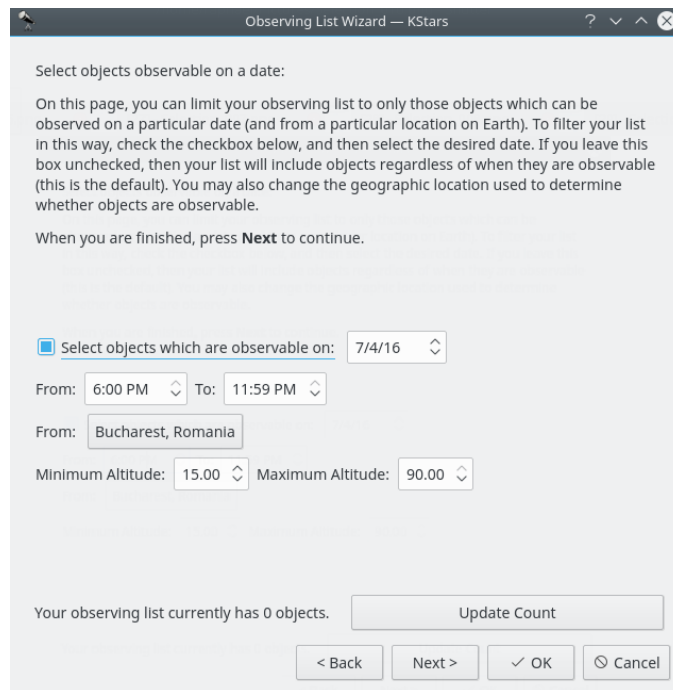 Observing List Wizard — KStars
Select objects observable on a date:
On this page, you can limit your observing list to only those objects which can be
observed on a particular date (and from a particular location on Earth). To filter your list
in this way, check the checkbox below, and then select the desired date. If you leave this
box unchecked, then your list will include objects regardless of when they are observable
(this is the default). You may also change the geographic location used to determine
whether objects are observable.
When you are finished, press Next to continue.
Select objects which are observable on: 7/4/16
From: 6:00 PM To: 11:59 PM
From: Bucharest, Romania
Minimum Altitude: 15.00 Maximum Altitude: 90.00
Your observing list currently has 0 objects. Update Count
< Back Next > OK Cancel